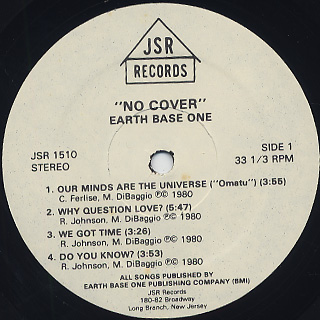 JSR
RECORDS
"NO COVER"
EARTH BASE ONE
JSR 1510
STEREO
SIDE 1
33 1/3 RPM
1. OUR MINDS ARE THE UNIVERSE ("Omatu") (3:55)
C. Ferlise, M. DiBaggio ℗© 1980
2. WHY QUESTION LOVE? (5:47)
R. Johnson, M. DiBaggio ℗© 1980
3. WE GOT TIME (3:26)
R. Johnson, M. DiBaggio ℗© 1980
4. DO YOU KNOW? (3:53)
R. Johnson, M. DiBaggio ℗© 1980
ALL SONGS PUBLISHED BY
EARTH BASE ONE PUBLISHING COMPANY (BMI)
JSR Records
180-82 Broadway
Long Branch, New Jersey